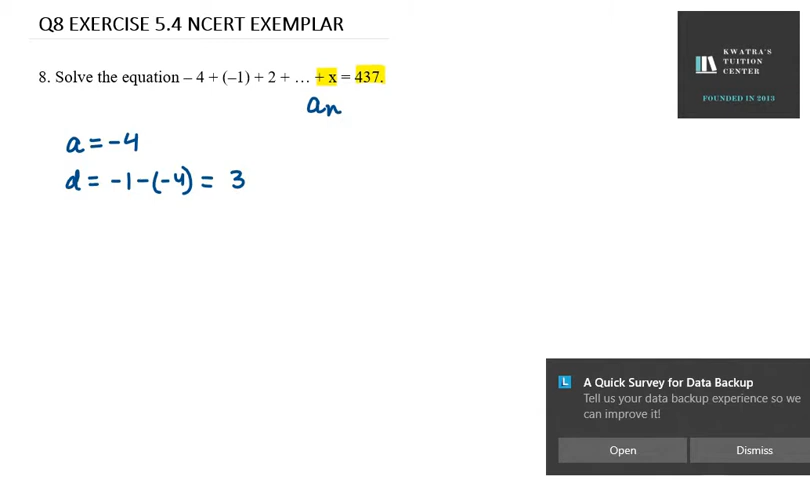 Q8 EXERCISE 5.4 NCERT EXEMPLAR
KWATRA'S
TUITION
CENTER
FOUNDED IN 2013
8. Solve the equation – 4 + (–1) + 2 + … + x = 437.
an
a = -4
d = -1-(-4) = 3
L A Quick Survey for Data Backup
Tell us your data backup experience so we
can improve it!
Open Dismiss